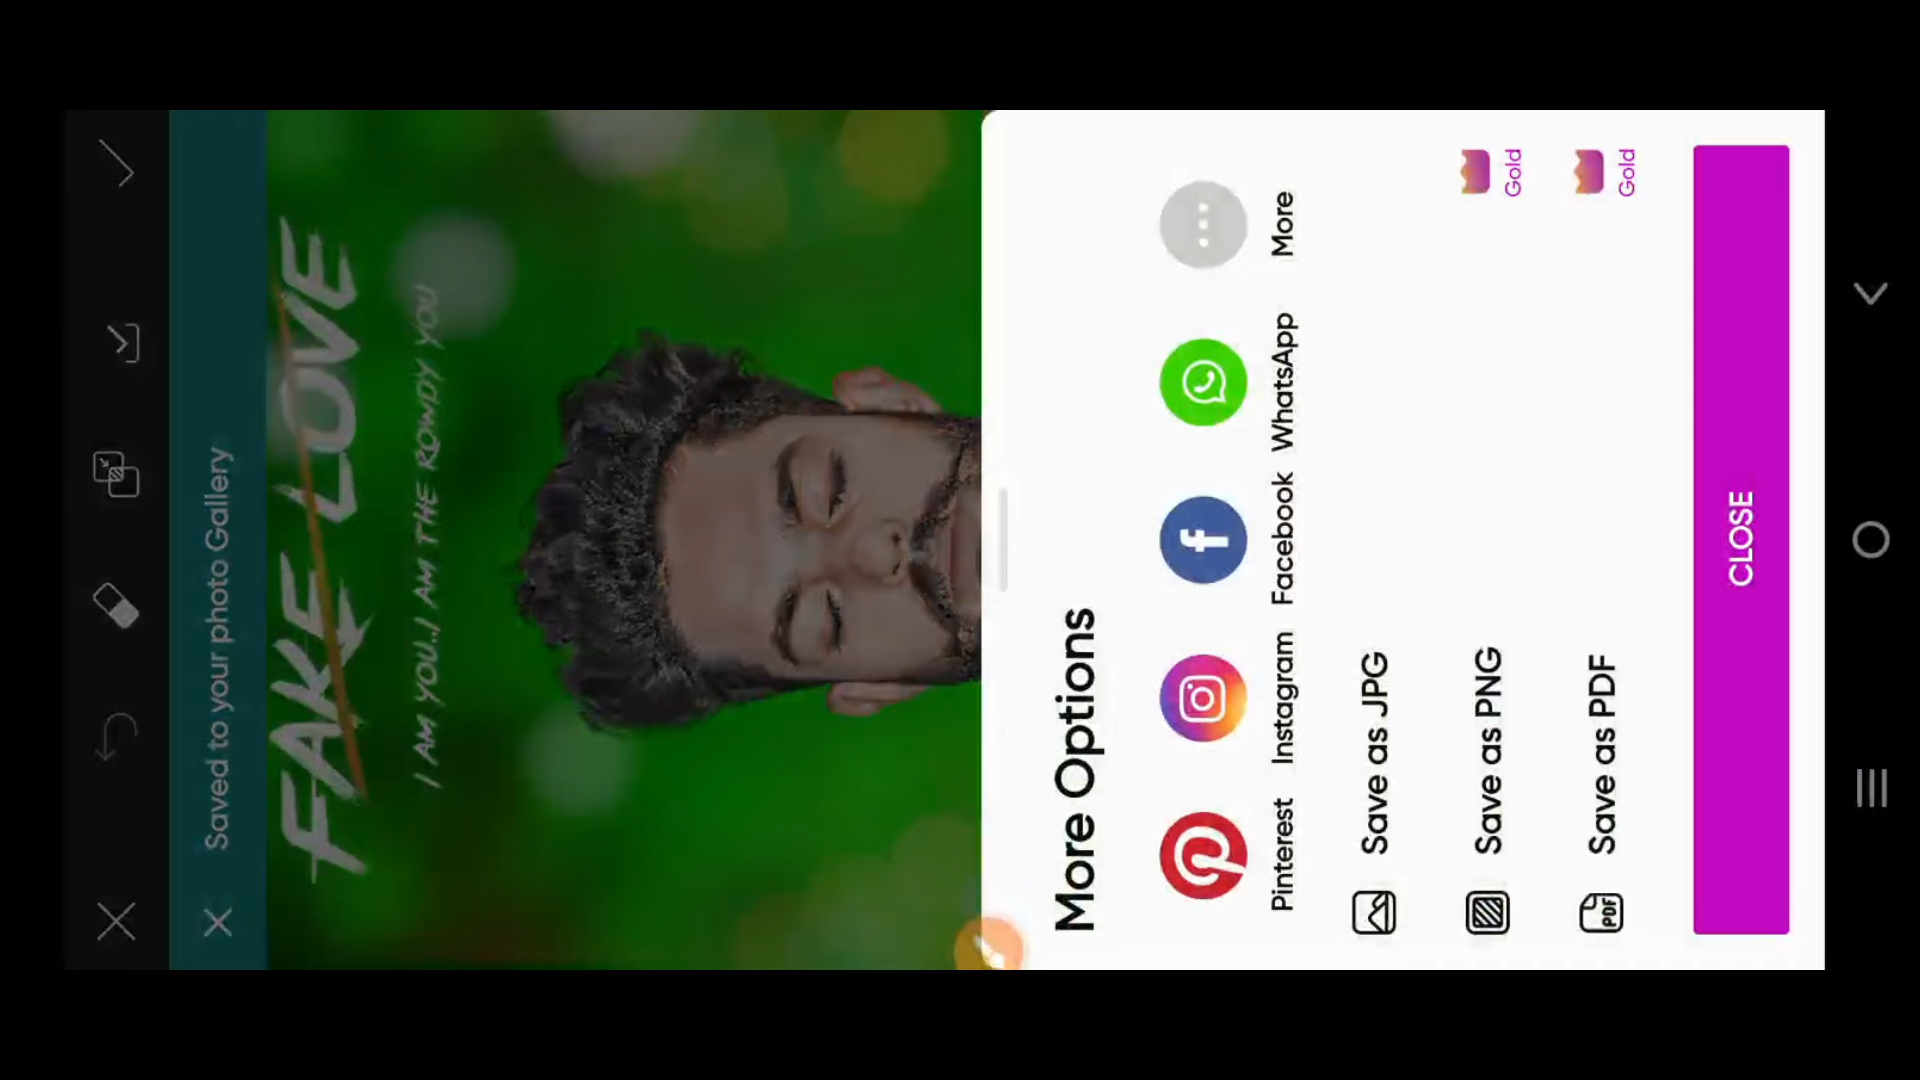 Saved to your photo Gallery
FAKE LOVE
I AM YOU..I AM THE ROWDY YOU
More Options
Pinterest
Instagram
Facebook
WhatsApp
More
Save as JPG
Save as PNG
Gold
Save as PDF
Gold
PDF
CLOSE